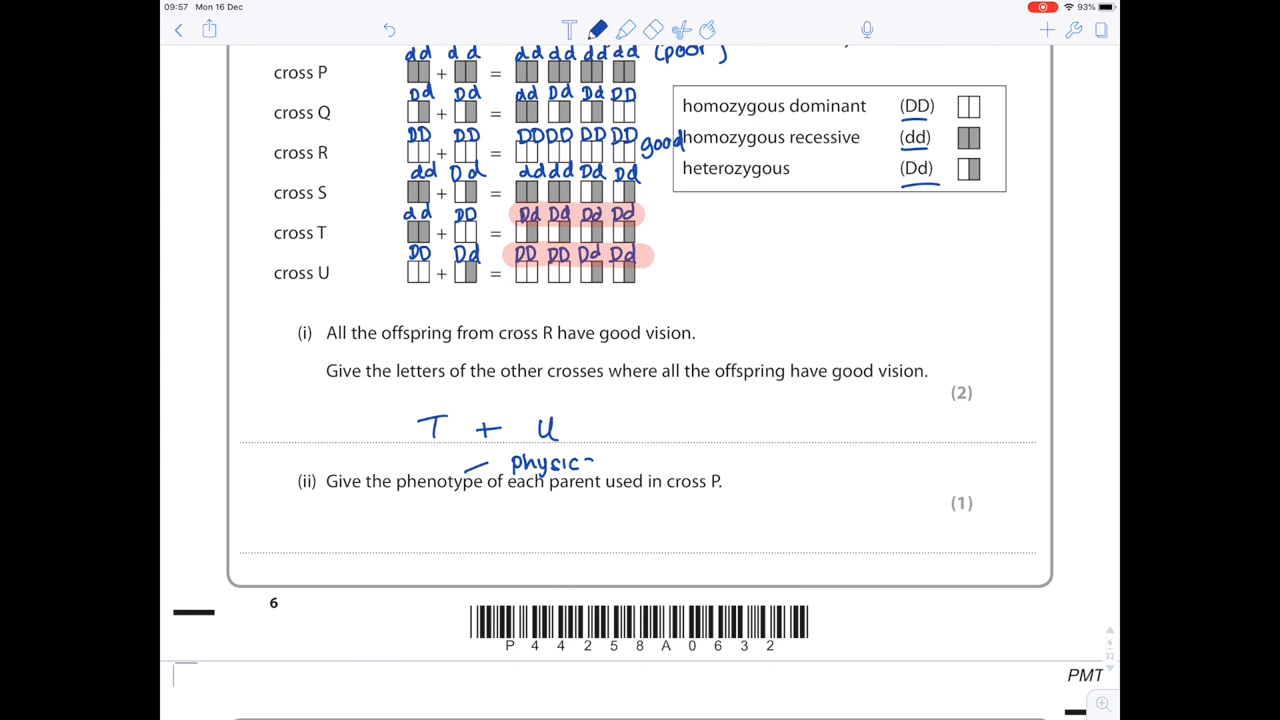 09:57 Mon 16 Dec 93%
dd dd dd dd dd dd (poor)
cross P + =
Dd Dd dd Dd Dd DD
cross Q + =
DD DD DD DD DD DD good
cross R + =
dd Dd dd dd Dd Dd
cross S + =
dd DD Dd Dd Dd Dd
cross T + =
DD Dd DD DD Dd Dd
cross U + =
homozygous dominant (DD)
homozygous recessive (dd)
heterozygous (Dd)
(i) All the offspring from cross R have good vision.
Give the letters of the other crosses where all the offspring have good vision.
(2)
T + U
physic
(ii) Give the phenotype of each parent used in cross P.
(1)
6
P 4 4 2 5 8 A 0 6 3 2
PMT
6
32